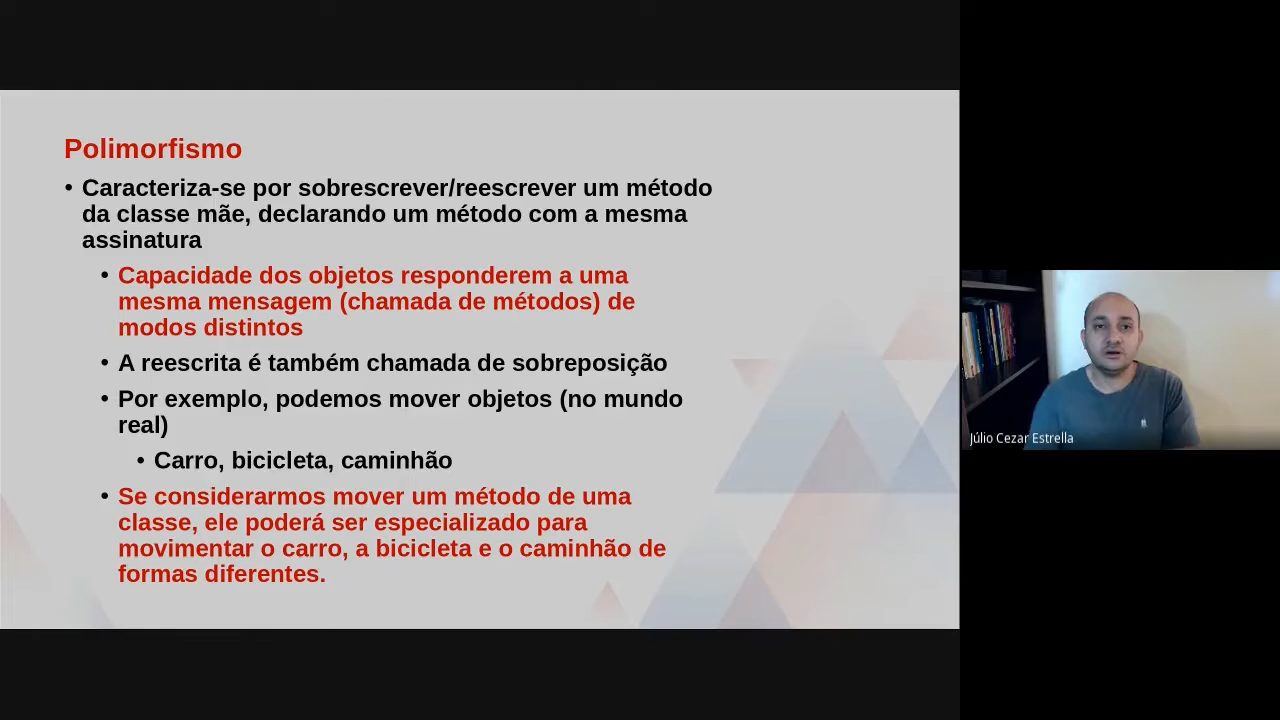 Polimorfismo
• Caracteriza-se por sobrescrever/reescrever um método
da classe mãe, declarando um método com a mesma
assinatura
• Capacidade dos objetos responderem a uma
mesma mensagem (chamada de métodos) de
modos distintos
• A reescrita é também chamada de sobreposição
• Por exemplo, podemos mover objetos (no mundo
real)
• Carro, bicicleta, caminhão
• Se considerarmos mover um método de uma
classe, ele poderá ser especializado para
movimentar o carro, a bicicleta e o caminhão de
formas diferentes.
Júlio Cezar Estrella